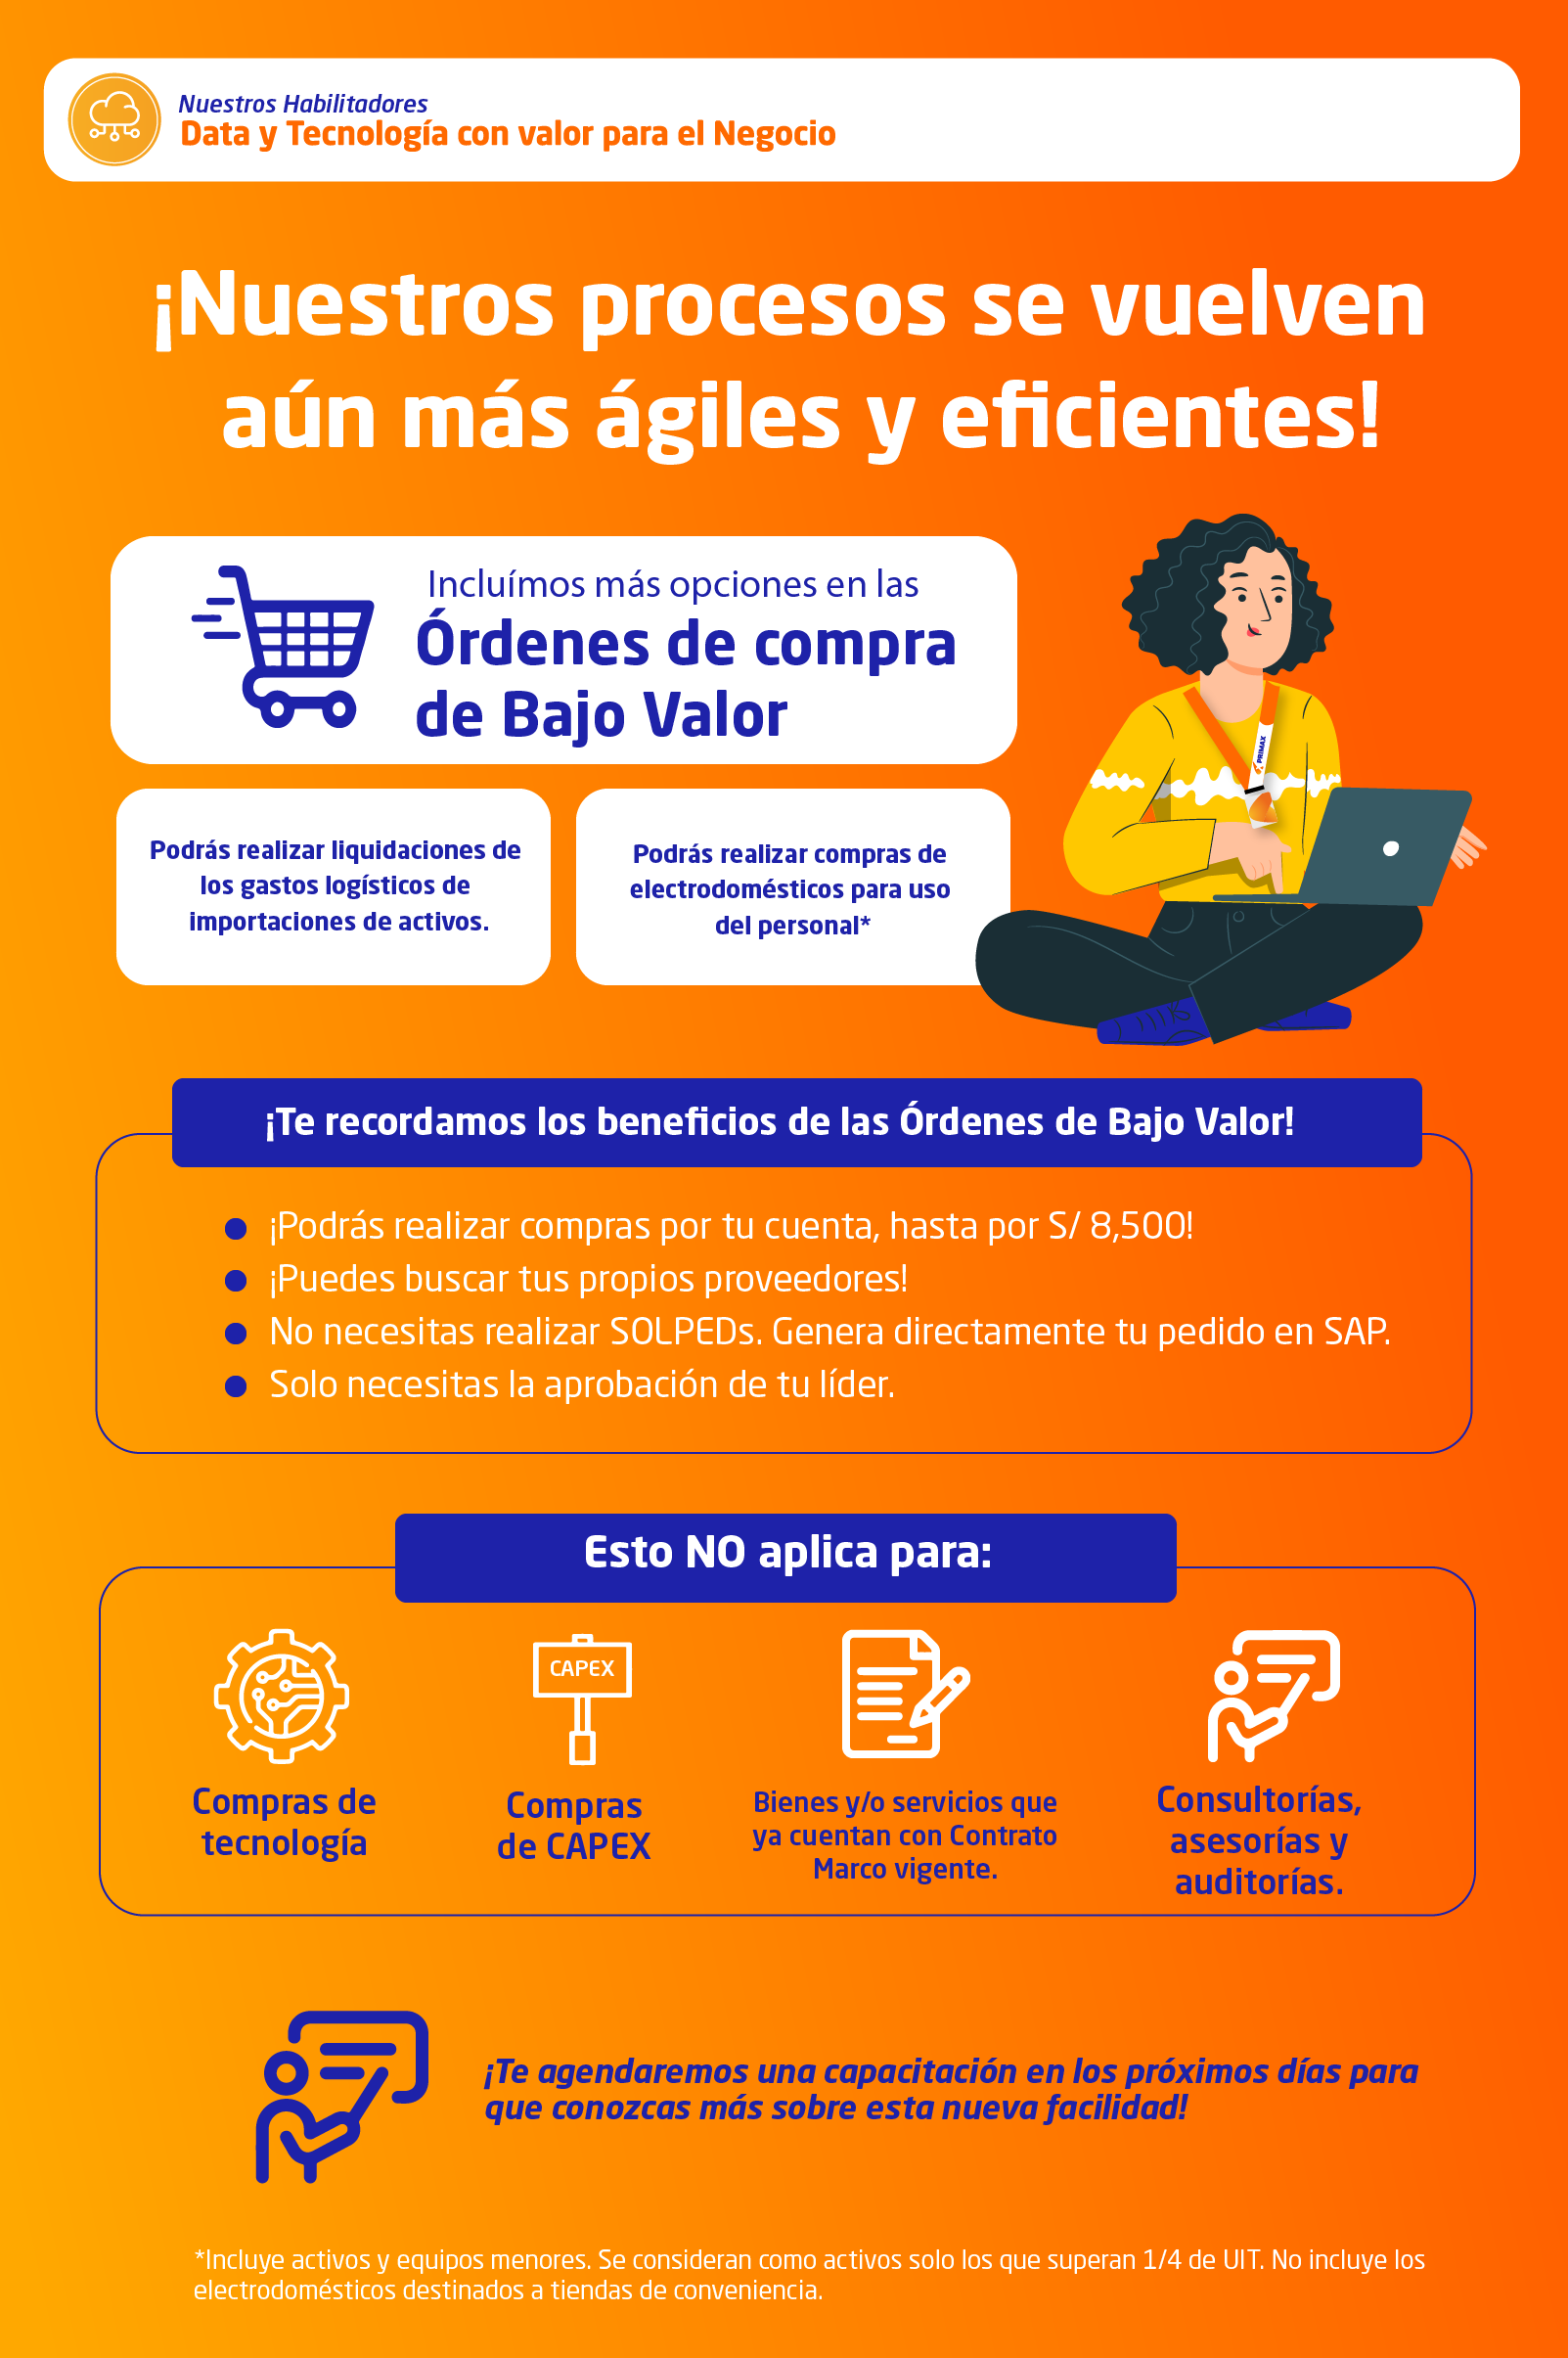 Nuestros Habilitadores
Data y Tecnología con valor para el Negocio
¡Nuestros procesos se vuelven
aún más ágiles y eficientes!
Incluímos más opciones en las
Órdenes de compra
de Bajo Valor
Podrás realizar liquidaciones de
los gastos logísticos de
importaciones de activos.
Podrás realizar compras de
electrodomésticos para uso
del personal*
PRIMAX
¡Te recordamos los beneficios de las Órdenes de Bajo Valor!
¡Podrás realizar compras por tu cuenta, hasta por S/ 8,500!
¡Puedes buscar tus propios proveedores!
No necesitas realizar SOLPEDs. Genera directamente tu pedido en SAP.
Solo necesitas la aprobación de tu líder.
Esto NO aplica para:
Compras de
tecnología
CAPEX
Compras
de CAPEX
Bienes y/o servicios que
ya cuentan con Contrato
Marco vigente.
Consultorías,
asesorías y
auditorías.
¡Te agendaremos una capacitación en los próximos días para
que conozcas más sobre esta nueva facilidad!
*Incluye activos y equipos menores. Se consideran como activos solo los que superan 1/4 de UIT. No incluye los
electrodomésticos destinados a tiendas de conveniencia.